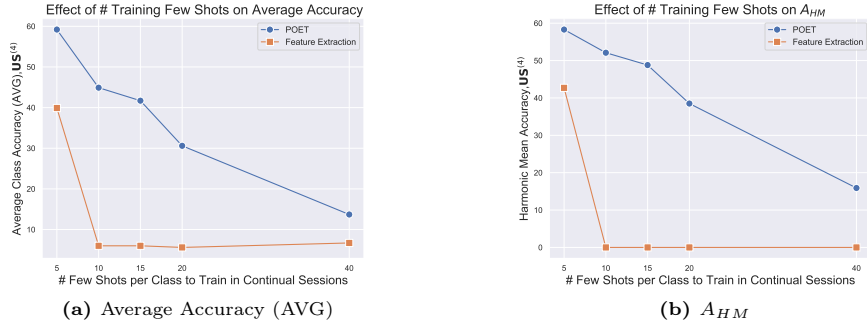 Effect of # Training Few Shots on Average Accuracy
POET
Feature Extraction
Average Class Accuracy (AVG),US(4)
60
50
40
30
20
10
5 10 15 20 40
# Few Shots per Class to Train in Continual Sessions
(a) Average Accuracy (AVG)
Effect of # Training Few Shots on A_HM
POET
Feature Extraction
Harmonic Mean Accuracy,US(4)
60
50
40
30
20
10
0
5 10 15 20 40
# Few Shots per Class to Train in Continual Sessions
(b) A_HM